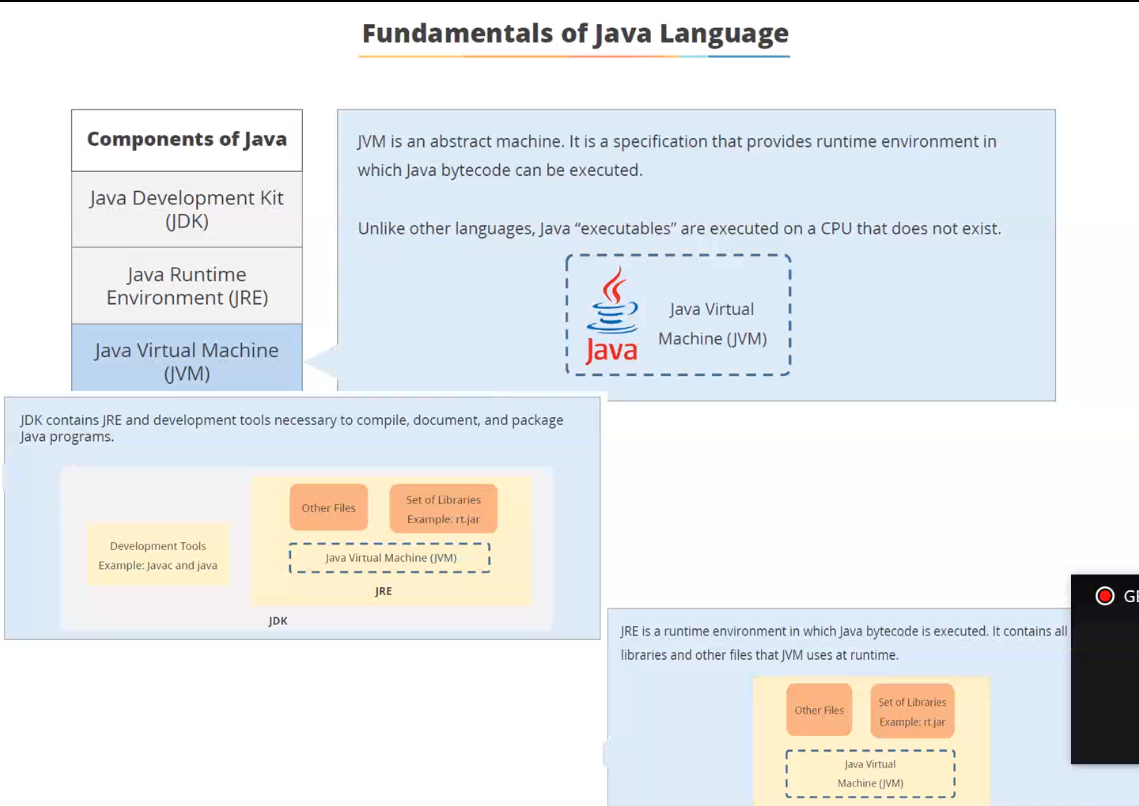 Fundamentals of Java Language
Components of Java
Java Development Kit
(JDK)
Java Runtime
Environment (JRE)
Java Virtual Machine
(JVM)
JVM is an abstract machine. It is a specification that provides runtime environment in
which Java bytecode can be executed.
Unlike other languages, Java “executables” are executed on a CPU that does not exist.
Java
Java Virtual
Machine (JVM)
JDK contains JRE and development tools necessary to compile, document, and package
Java programs.
Development Tools
Example: Javac and java
Other Files
Set of Libraries
Example: rt.jar
Java Virtual Machine (JVM)
JRE
JDK
JRE is a runtime environment in which Java bytecode is executed. It contains all
libraries and other files that JVM uses at runtime.
Other Files
Set of Libraries
Example: rt.jar
Java Virtual
Machine (JVM)